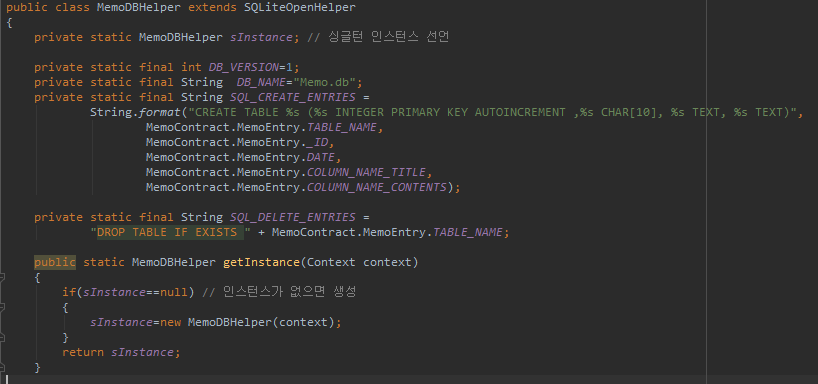 public class MemoDBHelper extends SQLiteOpenHelper
{
private static MemoDBHelper sInstance; // 싱글턴 인스턴스 선언
private static final int DB_VERSION=1;
private static final String DB_NAME="Memo.db";
private static final String SQL_CREATE_ENTRIES =
String.format("CREATE TABLE %s (%s INTEGER PRIMARY KEY AUTOINCREMENT ,%s CHAR[10], %s TEXT, %s TEXT)",
MemoContract.MemoEntry.TABLE_NAME,
MemoContract.MemoEntry._ID,
MemoContract.MemoEntry.DATE,
MemoContract.MemoEntry.COLUMN_NAME_TITLE,
MemoContract.MemoEntry.COLUMN_NAME_CONTENTS);
private static final String SQL_DELETE_ENTRIES =
"DROP TABLE IF EXISTS " + MemoContract.MemoEntry.TABLE_NAME;
public static MemoDBHelper getInstance(Context context)
{
if(sInstance==null) // 인스턴스가 없으면 생성
{
sInstance=new MemoDBHelper(context);
}
return sInstance;
}